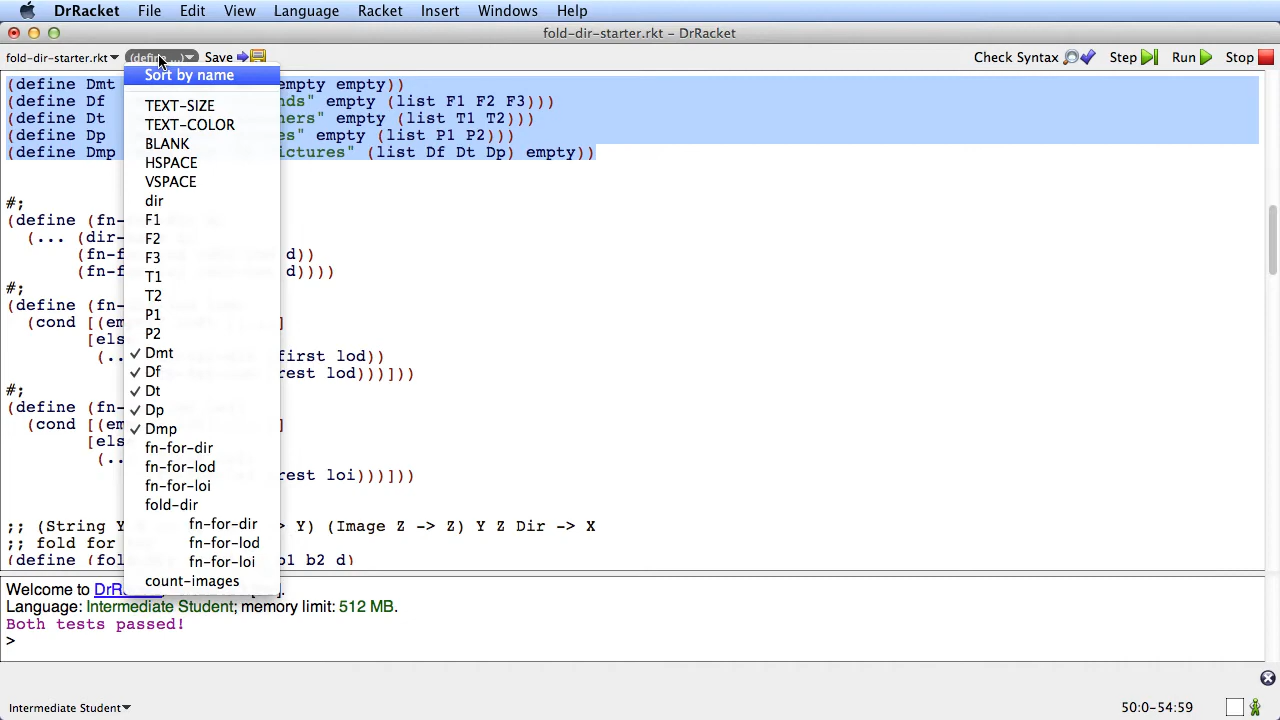 DrRacket File Edit View Language Racket Insert Windows Help
fold-dir-starter.rkt - DrRacket
fold-dir-starter.rkt (define ...) Save Check Syntax Step Run Stop
Sort by name
TEXT-SIZE
TEXT-COLOR
BLANK
HSPACE
VSPACE
dir
F1
F2
F3
T1
T2
P1
P2
✓ Dmt
✓ Df
✓ Dt
✓ Dp
✓ Dmp
fn-for-dir
fn-for-lod
fn-for-loi
fold-dir
fn-for-dir
fn-for-lod
fn-for-loi
count-images
(define Dmt empty empty))
(define Df nds" empty (list F1 F2 F3)))
(define Dt ners" empty (list T1 T2)))
(define Dp es" empty (list P1 P2)))
(define Dmp ictures" (list Df Dt Dp) empty))
#;
(define (fn-
(... (dir-
(fn-f d))
(fn-f d))))
#;
(define (fn-
(cond [(em ]
[els
(.. first lod))
rest lod)))]))
#;
(define (fn-
(cond [(em ]
[els
(..
rest loi)))]))
;; (String Y > Y) (Image Z -> Z) Y Z Dir -> X
;; fold for
(define (fol b1 b2 d)
Welcome to DrR
Language: Intermediate Student; memory limit: 512 MB.
Both tests passed!
>
Intermediate Student 50:0-54:59